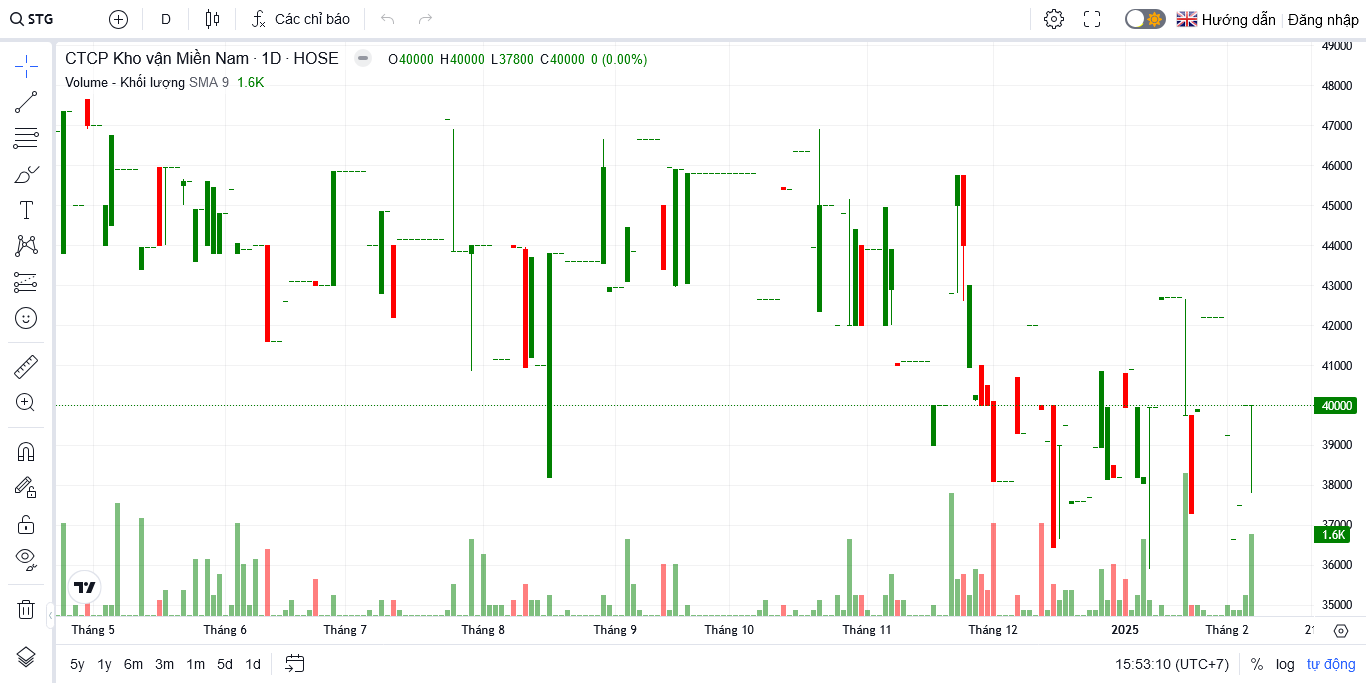 STG D Các chỉ báo Hướng dẫn Đăng nhập
CTCP Kho vận Miền Nam · 1D · HOSE O40000 H40000 L37800 C40000 0 (0.00%)
Volume - Khối lượng SMA 9 1.6K
49000
48000
47000
46000
45000
44000
43000
42000
41000
40000
39000
38000
37000
1.6K
36000
35000
Tháng 5 Tháng 6 Tháng 7 Tháng 8 Tháng 9 Tháng 10 Tháng 11 Tháng 12 2025 Tháng 2 21
5y 1y 6m 3m 1m 5d 1d 15:53:10 (UTC+7) % log tự động